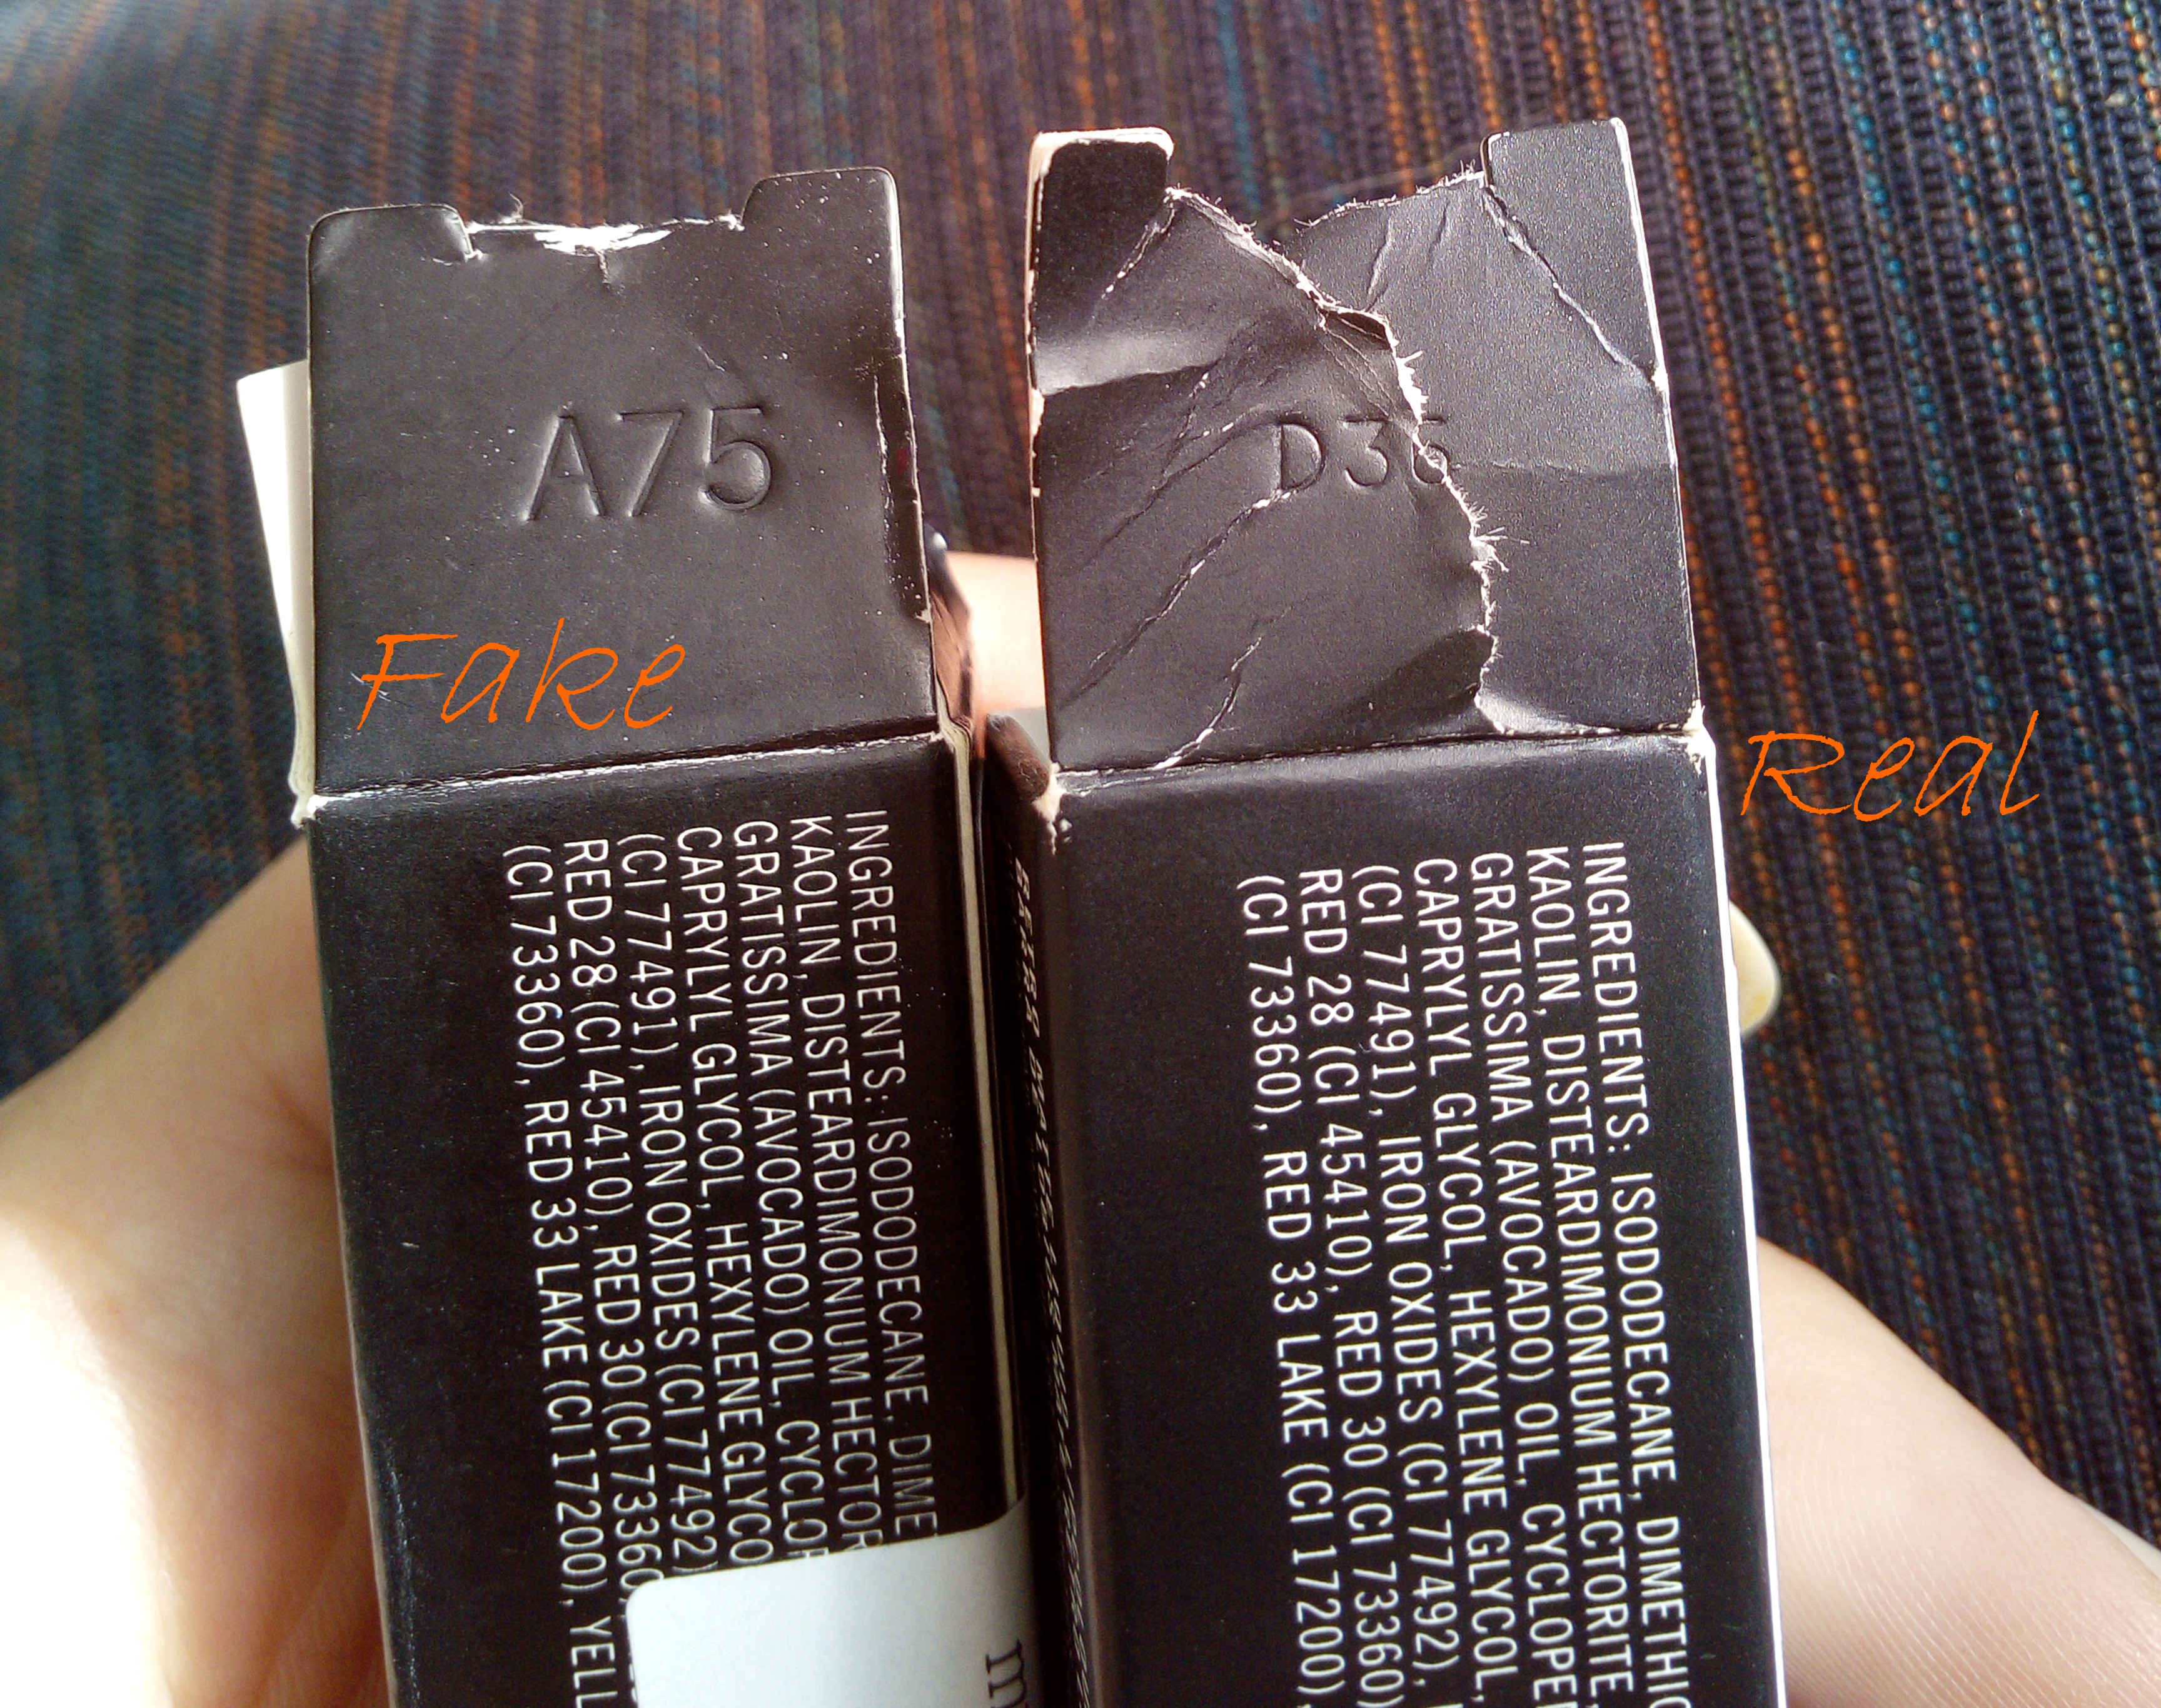 A75
D36
Fake
Real
INGREDIENTS: ISODODECANE, DIME
KAOLIN, DISTEARDIMONIUM HECTOR
GRATISSIMA (AVOCADO) OIL, CYCLO
CAPRYLYL GLYCOL, HEXYLENE GLYCO
(CI 77491), IRON OXIDES (CI 77492)
RED 28 (CI 45410), RED 30 (CI 7336
(CI 73360), RED 33 LAKE (CI 17200), YELL
m
INGREDIENTS: ISODODECANE, DIMETHIC
KAOLIN, DISTEARDIMONIUM HECTORITE,
GRATISSIMA (AVOCADO) OIL, CYCLOPE
CAPRYLYL GLYCOL, HEXYLENE GLYCOL,
(CI 77491), IRON OXIDES (CI 77492),
RED 28 (CI 45410), RED 30 (CI 73360)
(CI 73360), RED 33 LAKE (CI 17200),